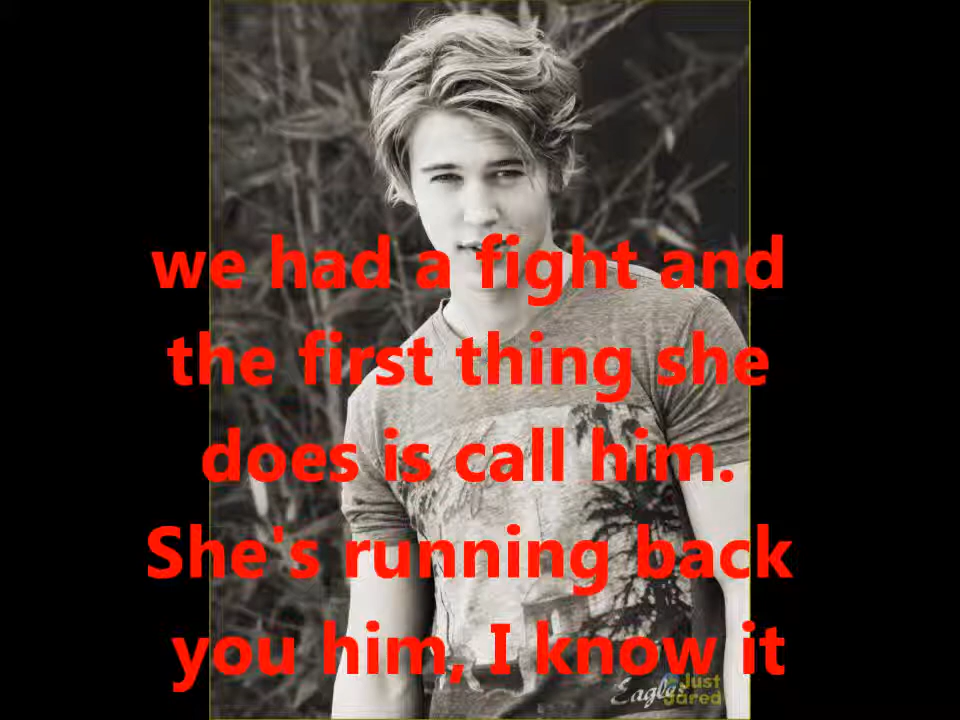 we had a fight and
the first thing she
does is call him.
She's running back
you him, I know it
Eagles
Just
Jared